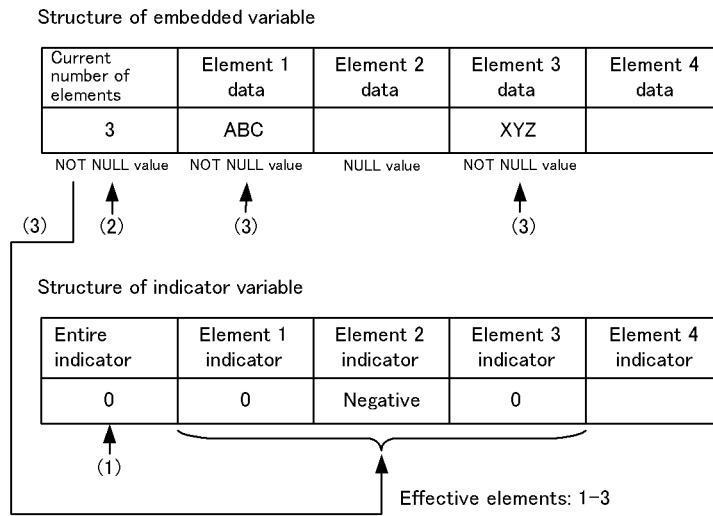 Structure of embedded variable
Current
number of
elements
Element 1
data
Element 2
data
Element 3
data
Element 4
data
3
ABC
XYZ
NOT NULL value
NOT NULL value
NULL value
NOT NULL value
(3)
(2)
(3)
(3)
Structure of indicator variable
Entire
indicator
Element 1
indicator
Element 2
indicator
Element 3
indicator
Element 4
indicator
0
0
Negative
0
(1)
Effective elements: 1-3